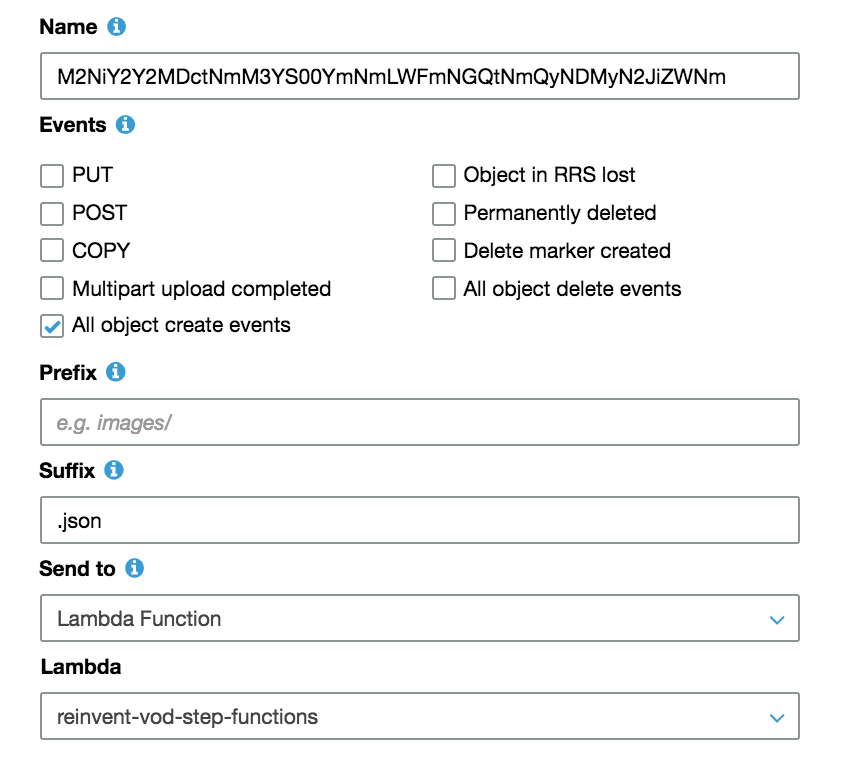 Name
M2NiY2Y2MDctNmM3YS00YmNmLWFmNGQtNmQyNDMyN2JiZWNm
Events
PUT
Object in RRS lost
POST
Permanently deleted
COPY
Delete marker created
Multipart upload completed
All object delete events
All object create events
Prefix
e.g. images/
Suffix
.json
Send to
Lambda Function
Lambda
reinvent-vod-step-functions